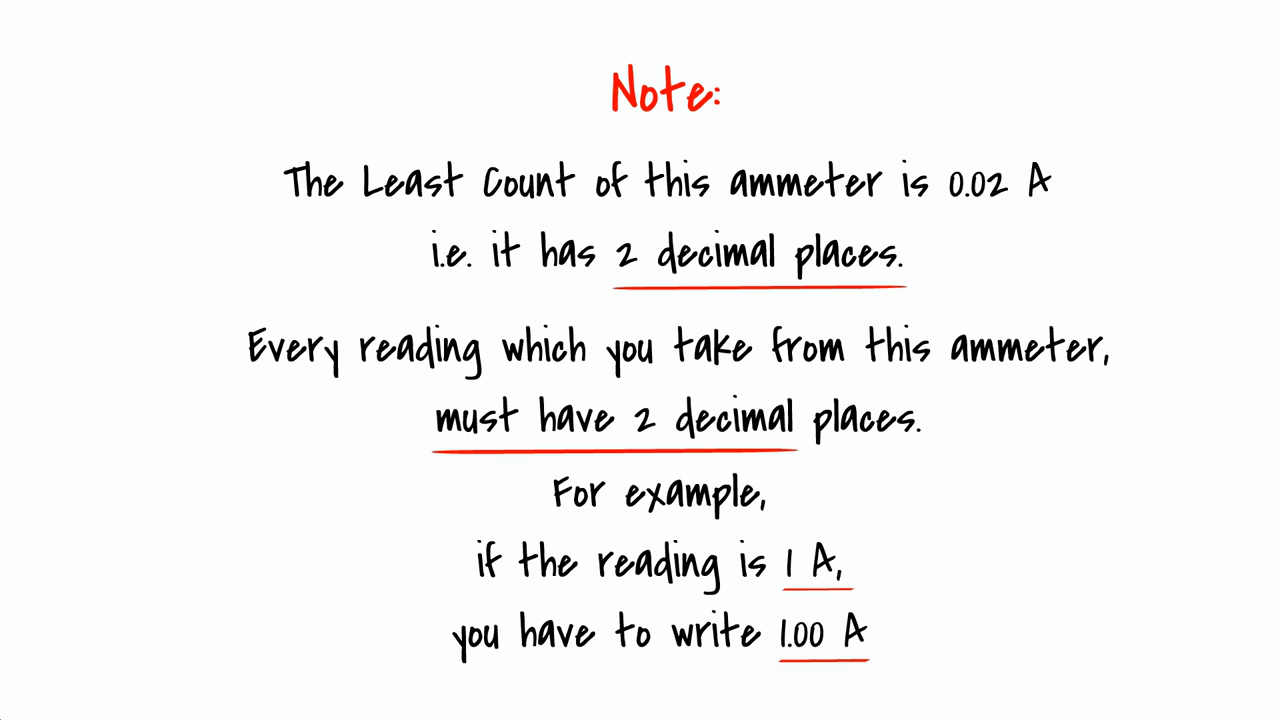 Note:
The Least Count of this ammeter is 0.02 A
i.e. it has 2 decimal places.
Every reading which you take from this ammeter,
must have 2 decimal places.
For example,
if the reading is 1 A,
you have to write 1.00 A